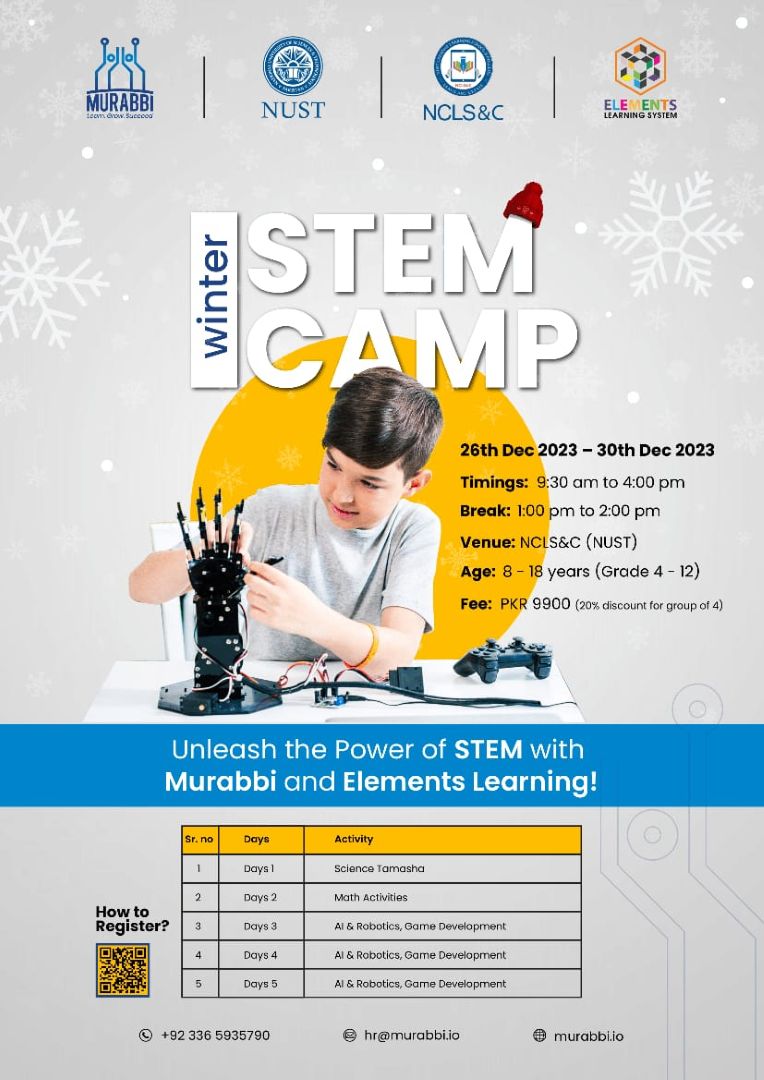 MURABBI
Learn. Grow. Succeed
NUST
NCLS&C
ELEMENTS
LEARNING SYSTEM
winter
STEM
CAMP
26th Dec 2023 – 30th Dec 2023
Timings: 9:30 am to 4:00 pm
Break: 1:00 pm to 2:00 pm
Venue: NCLS&C (NUST)
Age: 8 - 18 years (Grade 4 - 12)
Fee: PKR 9900 (20% discount for group of 4)
Unleash the Power of STEM with
Murabbi and Elements Learning!
Sr. no Days Activity
1 Days 1 Science Tamasha
2 Days 2 Math Activities
3 Days 3 AI & Robotics, Game Development
4 Days 4 AI & Robotics, Game Development
5 Days 5 AI & Robotics, Game Development
How to
Register?
+92 336 5935790 hr@murabbi.io murabbi.io